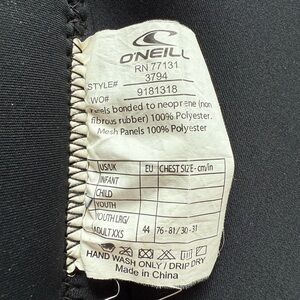 O'NEILL
RN 77131
STYLE# 3794
WO# 9181318
bonded to neoprene (non
fibrous rubber) 100% Polyester.
Mesh Panels 100% Polyester
US/UK EU CHEST SIZE - cm/in
INFANT
CHILD
YOUTH
YOUTH LRG/
ADULT XXS 44 76 - 81 / 30 - 31
HAND WASH ONLY / DRIP DRY
Made in China